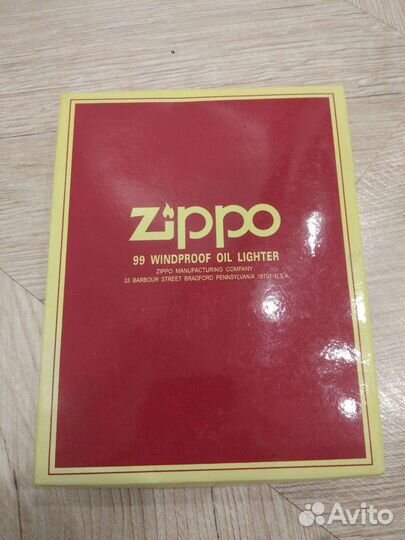 Zippo
99 WINDPROOF OIL LIGHTER
ZIPPO MANUFACTURING COMPANY
33 BARBOUR STREET BRADFORD PENNSYLVANIA 16701 U.S.A.
Avito